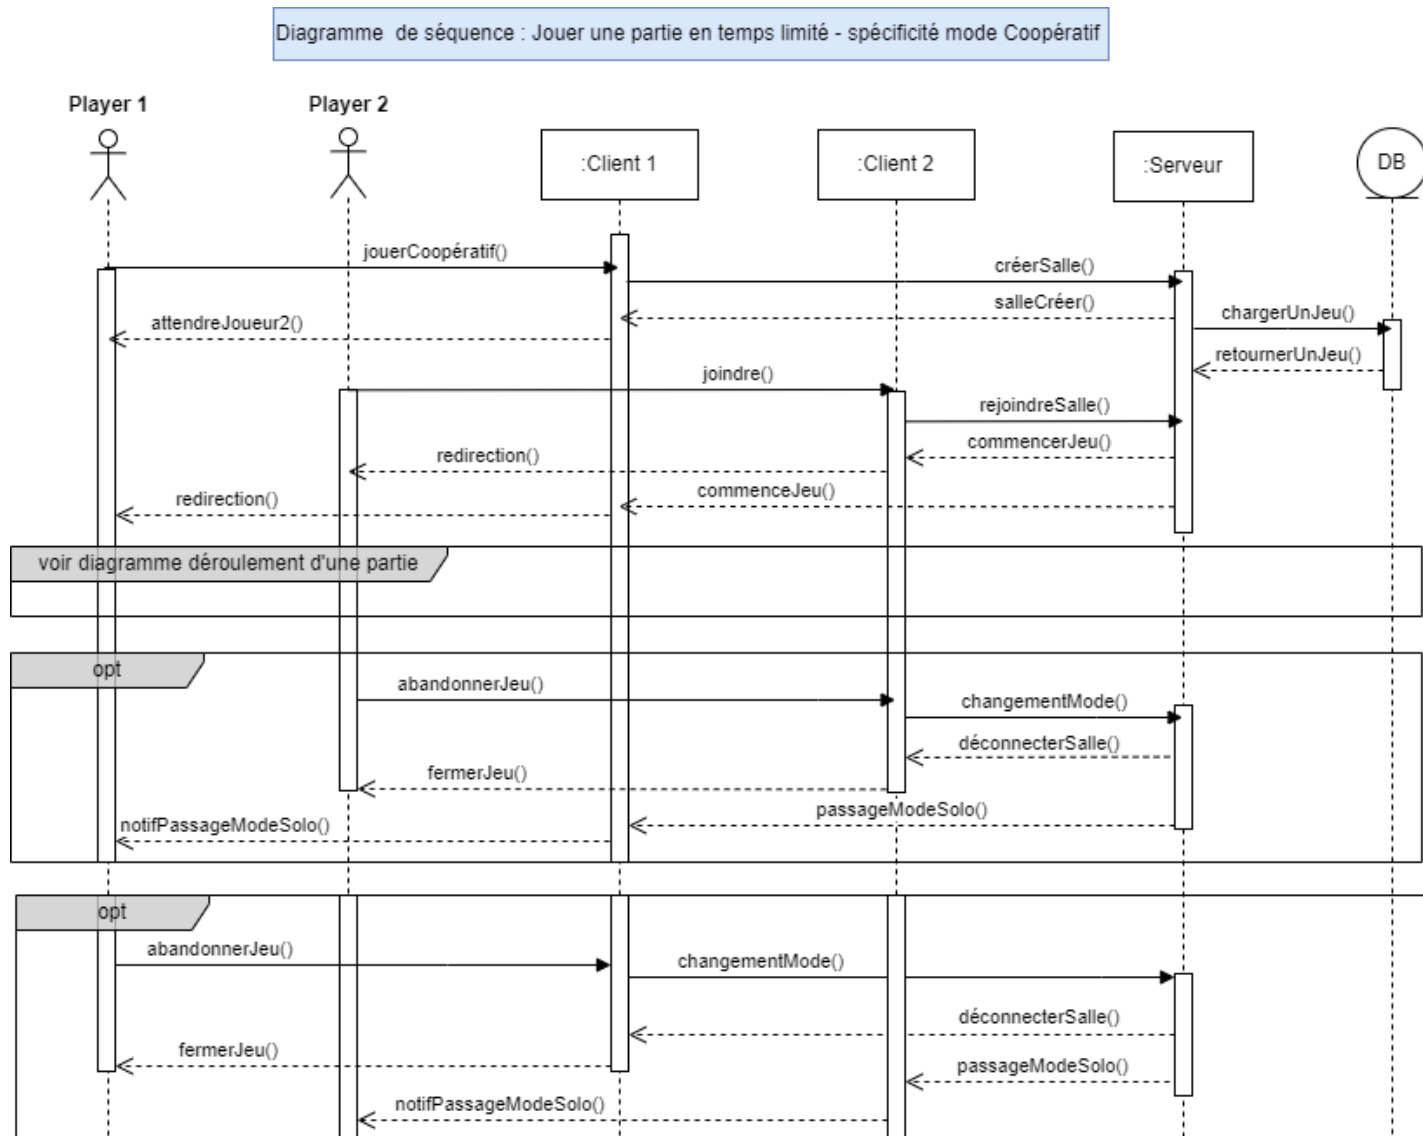 Diagramme de séquence : Jouer une partie en temps limité - spécificité mode Coopératif
Player 1
Player 2
:Client 1
:Client 2
:Serveur
DB
jouerCoopératif()
créerSalle()
salleCréer()
chargerUnJeu()
attendreJoueur2()
retournerUnJeu()
joindre()
rejoindreSalle()
commencerJeu()
redirection()
commenceJeu()
redirection()
voir diagramme déroulement d'une partie
opt
abandonnerJeu()
changementMode()
déconnecterSalle()
fermerJeu()
passageModeSolo()
notifPassageModeSolo()
opt
abandonnerJeu()
changementMode()
déconnecterSalle()
fermerJeu()
passageModeSolo()
notifPassageModeSolo()